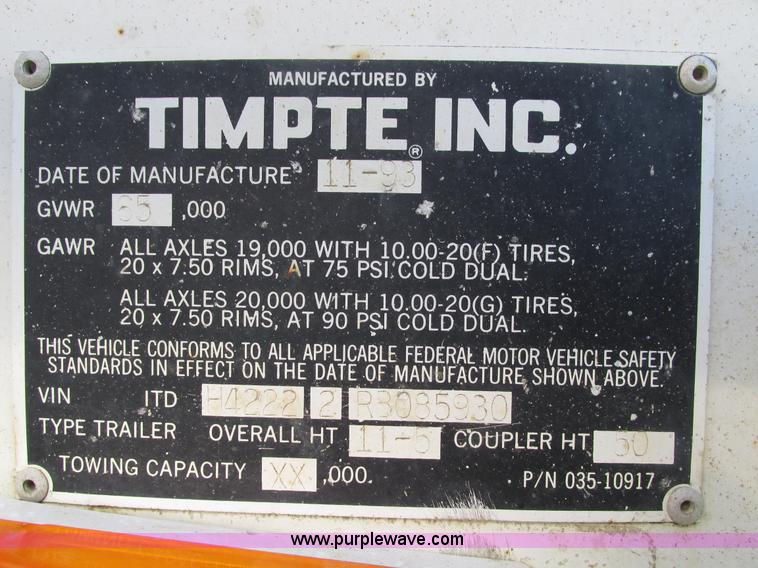 MANUFACTURED BY
TIMPTE® INC.
DATE OF MANUFACTURE 11-93
GVWR 65 ,000
GAWR ALL AXLES 19,000 WITH 10.00-20(F) TIRES,
20 x 7.50 RIMS, AT 75 PSI COLD DUAL.
ALL AXLES 20,000 WITH 10.00-20(G) TIRES,
20 x 7.50 RIMS, AT 90 PSI COLD DUAL.
THIS VEHICLE CONFORMS TO ALL APPLICABLE FEDERAL MOTOR VEHICLE SAFETY
STANDARDS IN EFFECT ON THE DATE OF MANUFACTURE SHOWN ABOVE.
VIN ITD H4222 2 R3085930
TYPE TRAILER OVERALL HT 11-6 COUPLER HT 50
TOWING CAPACITY XX ,000. P/N 035-10917
www.purplewave.com